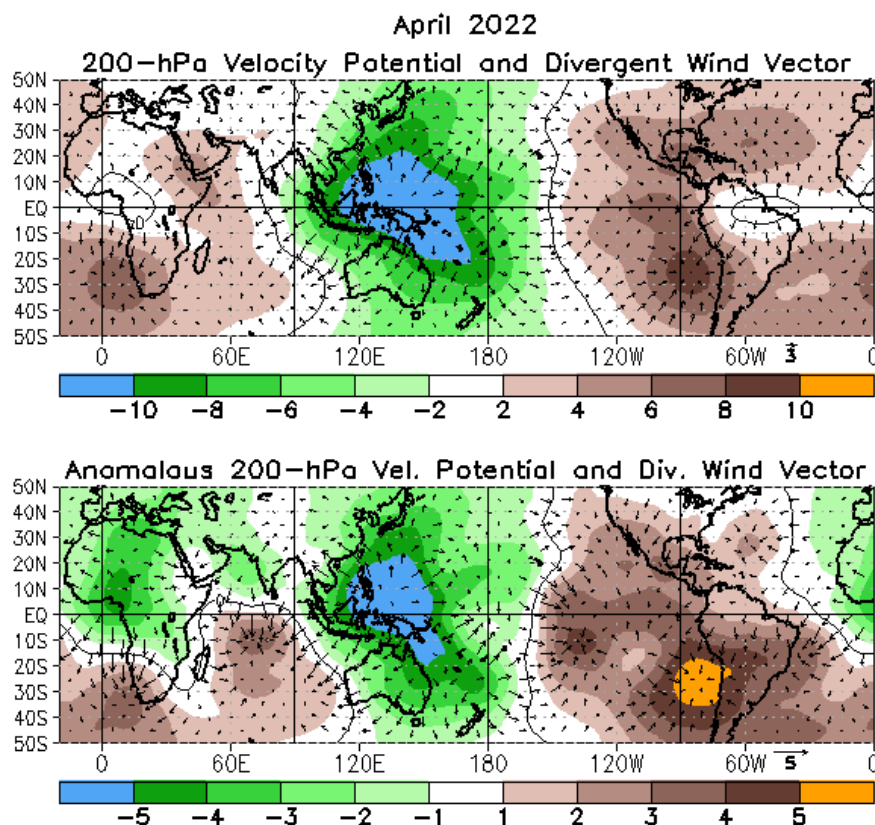 April 2022
200-hPa Velocity Potential and Divergent Wind Vector
50N
40N
30N
20N
10N
EQ
10S
20S
30S
40S
50S
0 60E 120E 180 120W 60W 0
3
-10 -8 -6 -4 -2 2 4 6 8 10
Anamalaus 200-hPa Vel. Potential and Div. Wind Vector
50N
40N
30N
20N
10N
EQ
10S
20S
30S
40S
50S
0 60E 120E 180 120W 60W 0
5
-5 -4 -3 -2 -1 1 2 3 4 5